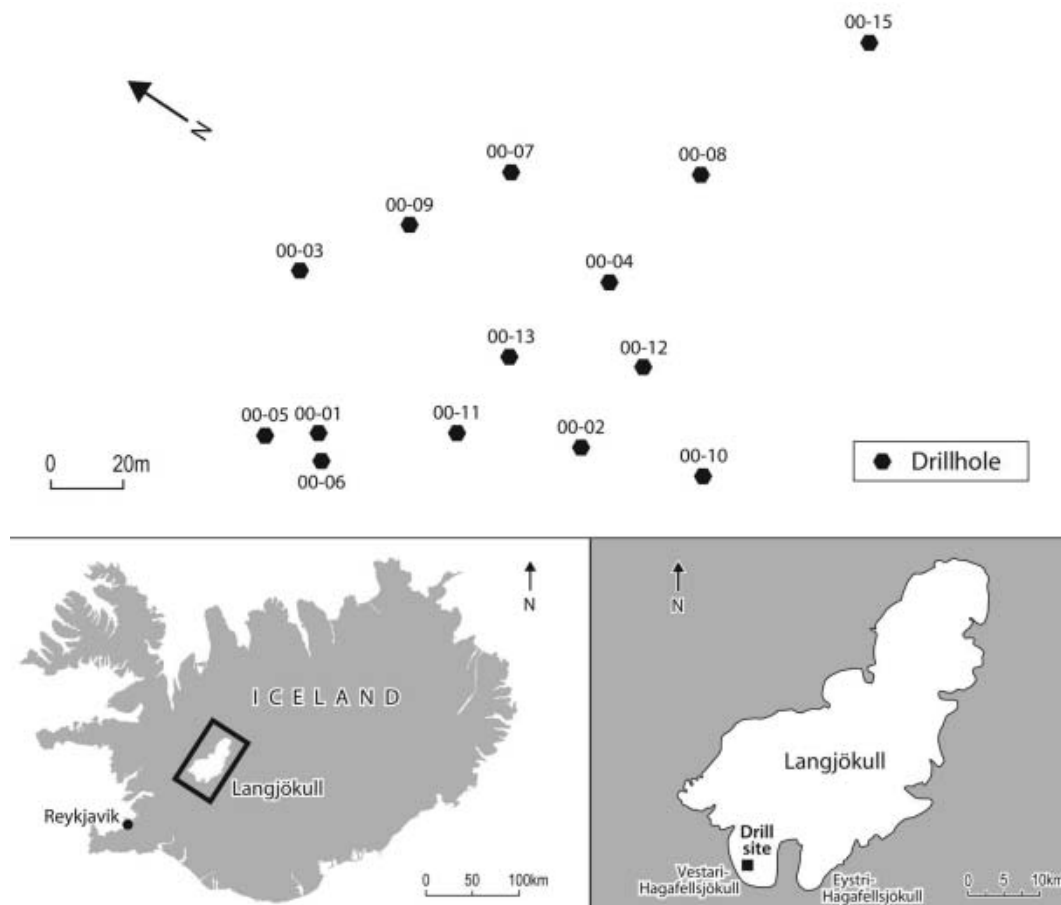 00-15
N
00-07
00-08
00-09
00-03
00-04
00-13
00-12
00-05 00-01
00-11
00-02
0 20m
00-10
00-06
Drillhole
N
N
ICELAND
Langjökull
Langjökull
Reykjavik
Drill
site
Vestari-
Hagafellsjökull
Eystri-
Hagafellsjökull
0 50 100km
0 5 10km